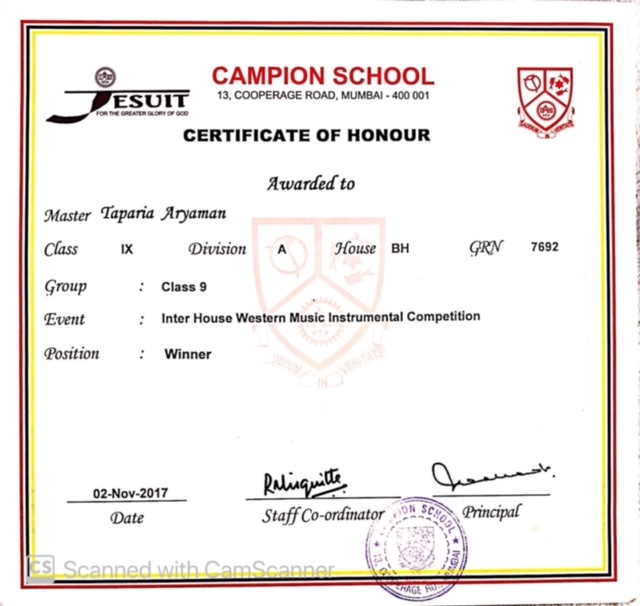 JESUIT
FOR THE GREATER GLORY OF GOD
CAMPION SCHOOL
13, COOPERAGE ROAD, MUMBAI - 400 001
CERTIFICATE OF HONOUR
Awarded to
Master Taparia Aryaman
Class IX Division A House BH GRN 7692
Group : Class 9
Event : Inter House Western Music Instrumental Competition
Position : Winner
GAUDIUM IN VERITATE
02-Nov-2017
Date Staff Co-ordinator Principal
CAMPION SCHOOL
13, COOPERAGE ROAD, MUMBAI
CS Scanned with CamScanner